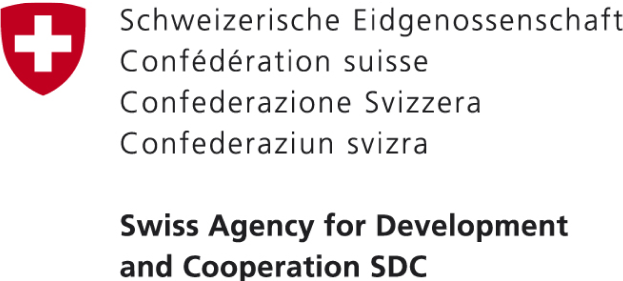 Schweizerische Eidgenossenschaft
Confédération suisse
Confederazione Svizzera
Confederaziun svizra
Swiss Agency for Development
and Cooperation SDC